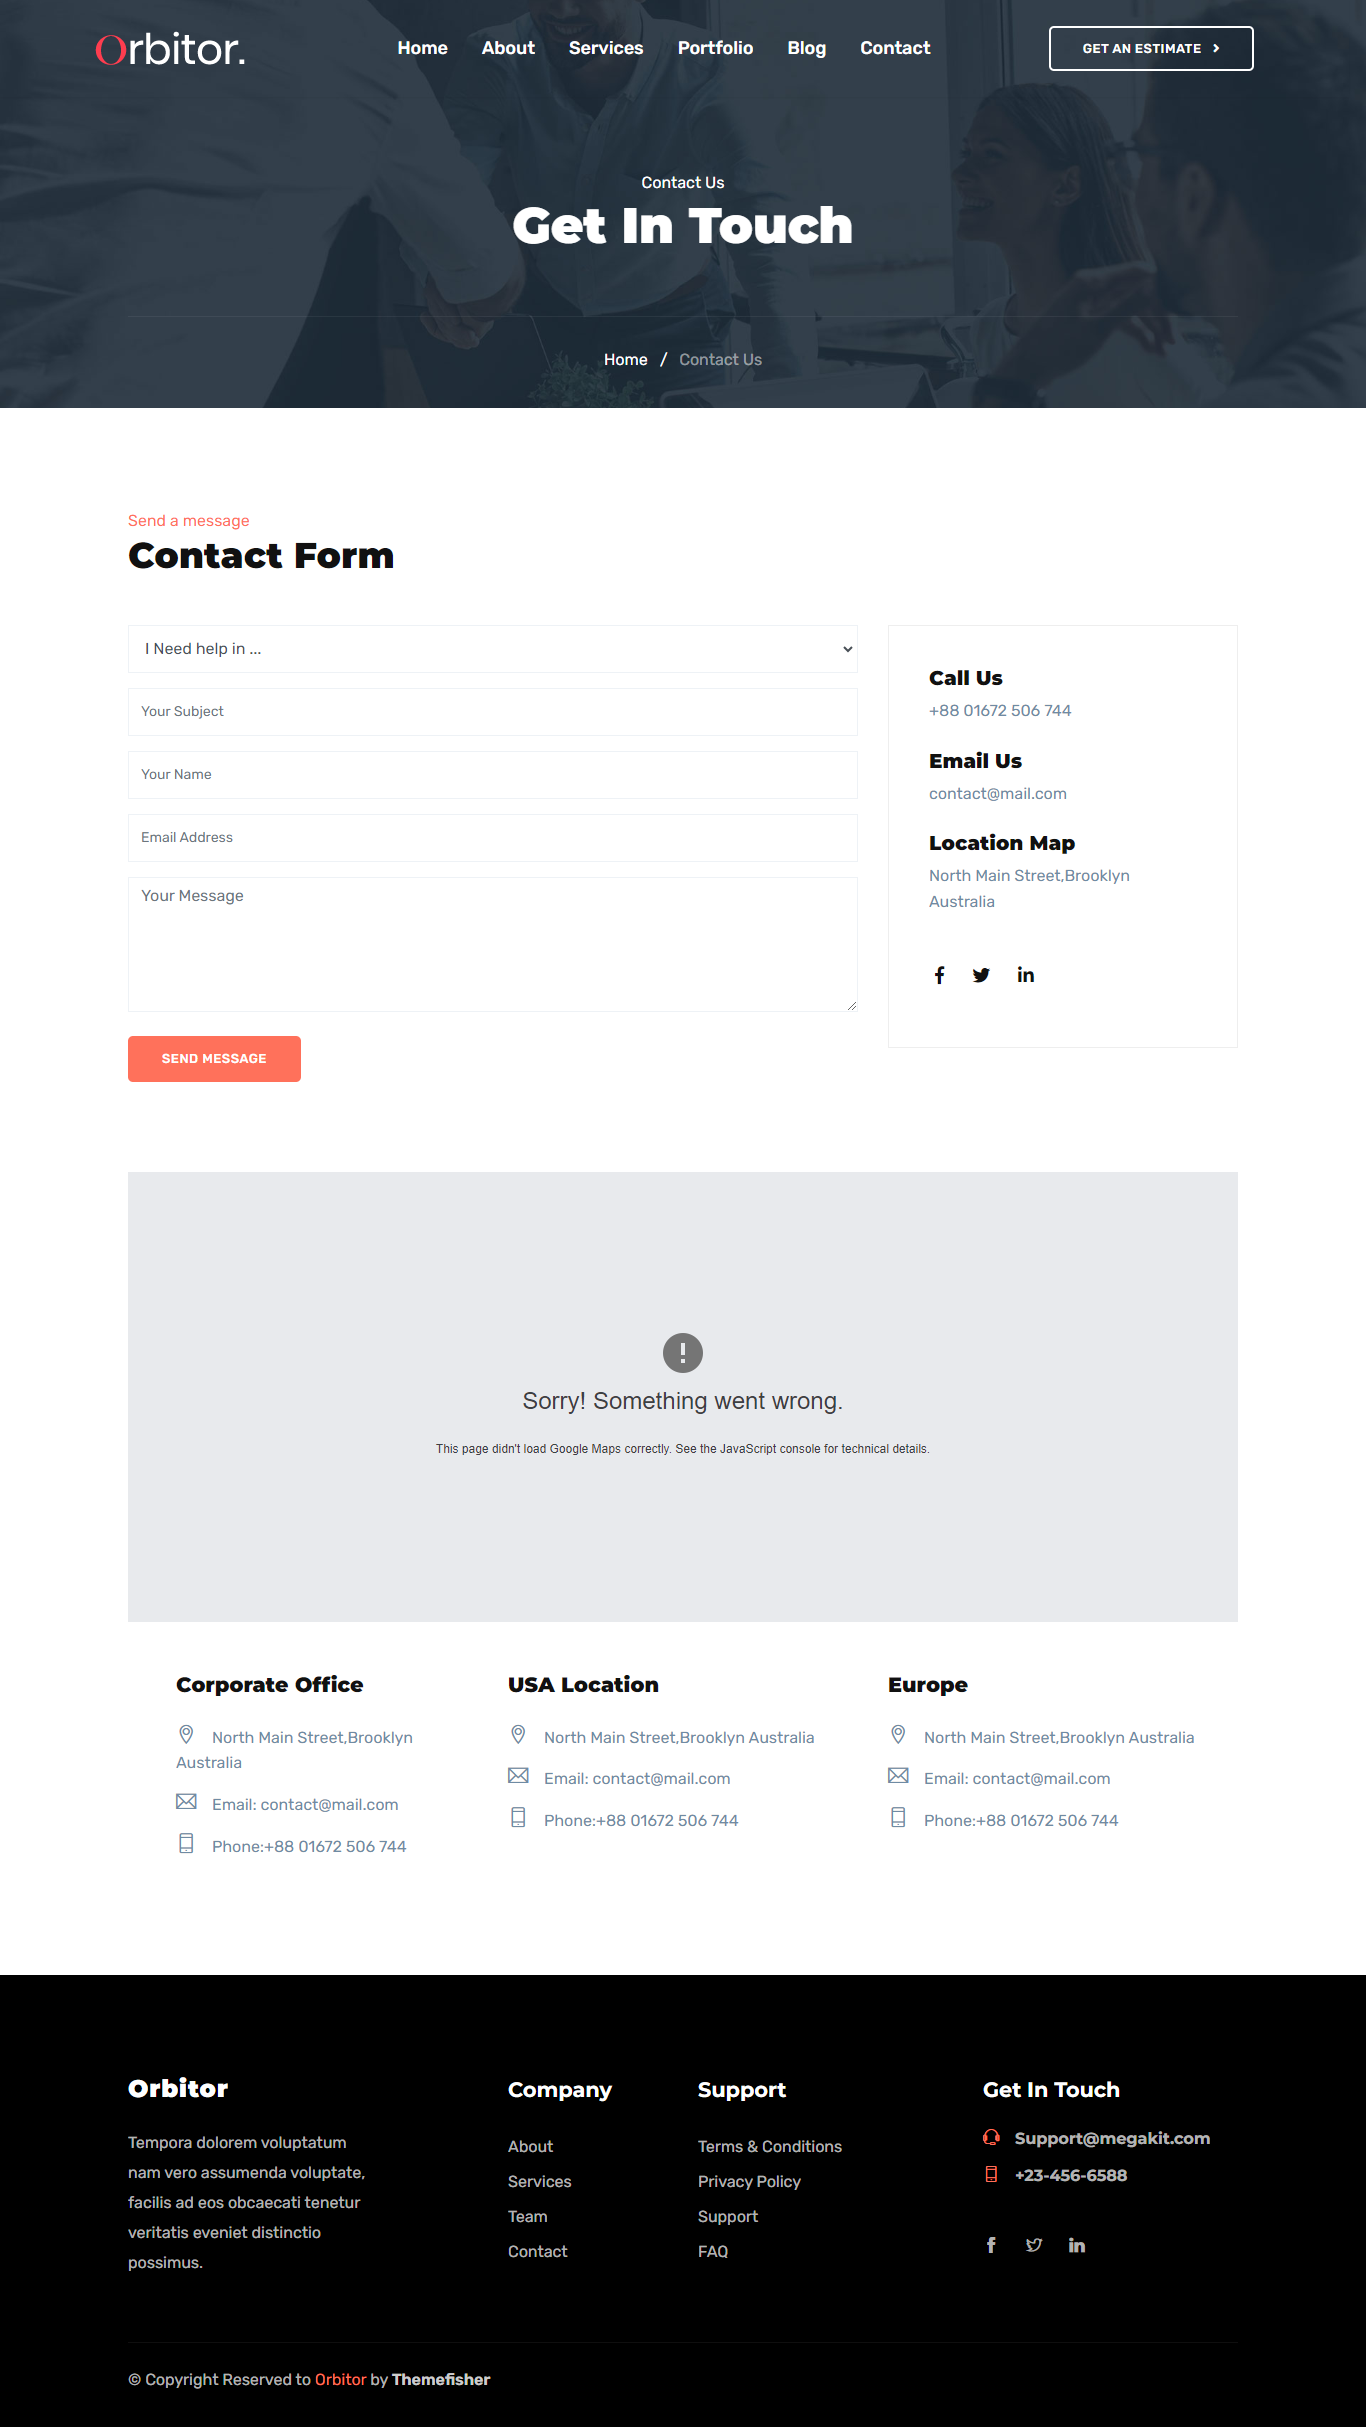 Orbitor.
Home About Services Portfolio Blog Contact
GET AN ESTIMATE
Contact Us
Get In Touch
Home / Contact Us
Send a message
Contact Form
I Need help in ...
Your Subject
Your Name
Email Address
Your Message
SEND MESSAGE
Call Us
+88 01672 506 744
Email Us
contact@mail.com
Location Map
North Main Street,Brooklyn
Australia
Sorry! Something went wrong.
This page didn't load Google Maps correctly. See the JavaScript console for technical details.
Corporate Office
North Main Street,Brooklyn
Australia
Email: contact@mail.com
Phone:+88 01672 506 744
USA Location
North Main Street,Brooklyn Australia
Email: contact@mail.com
Phone:+88 01672 506 744
Europe
North Main Street,Brooklyn Australia
Email: contact@mail.com
Phone:+88 01672 506 744
Orbitor
Tempora dolorem voluptatum
nam vero assumenda voluptate,
facilis ad eos obcaecati tenetur
veritatis eveniet distinctio
possimus.
Company
About
Services
Team
Contact
Support
Terms & Conditions
Privacy Policy
Support
FAQ
Get In Touch
Support@megakit.com
+23-456-6588
© Copyright Reserved to Orbitor by Themefisher